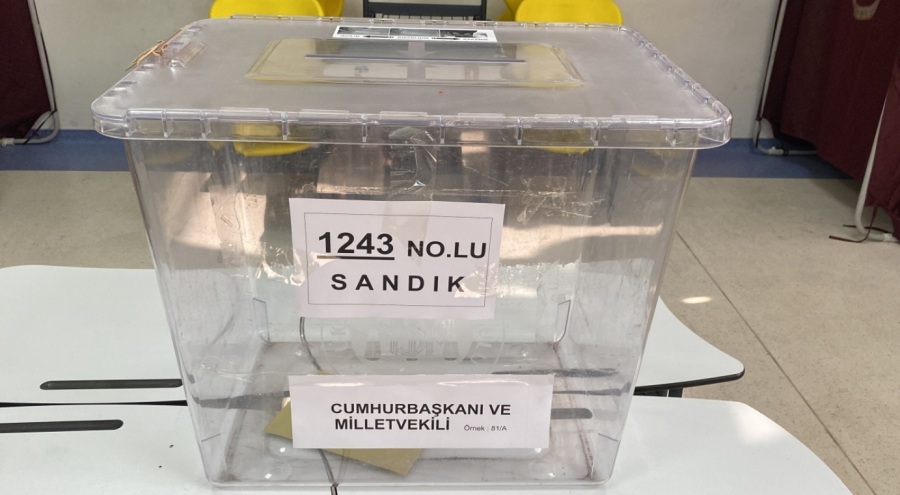 1243 NO.LU
SANDIK
CUMHURBAŞKANI VE
MİLLETVEKİLİ Örnek : 81/A